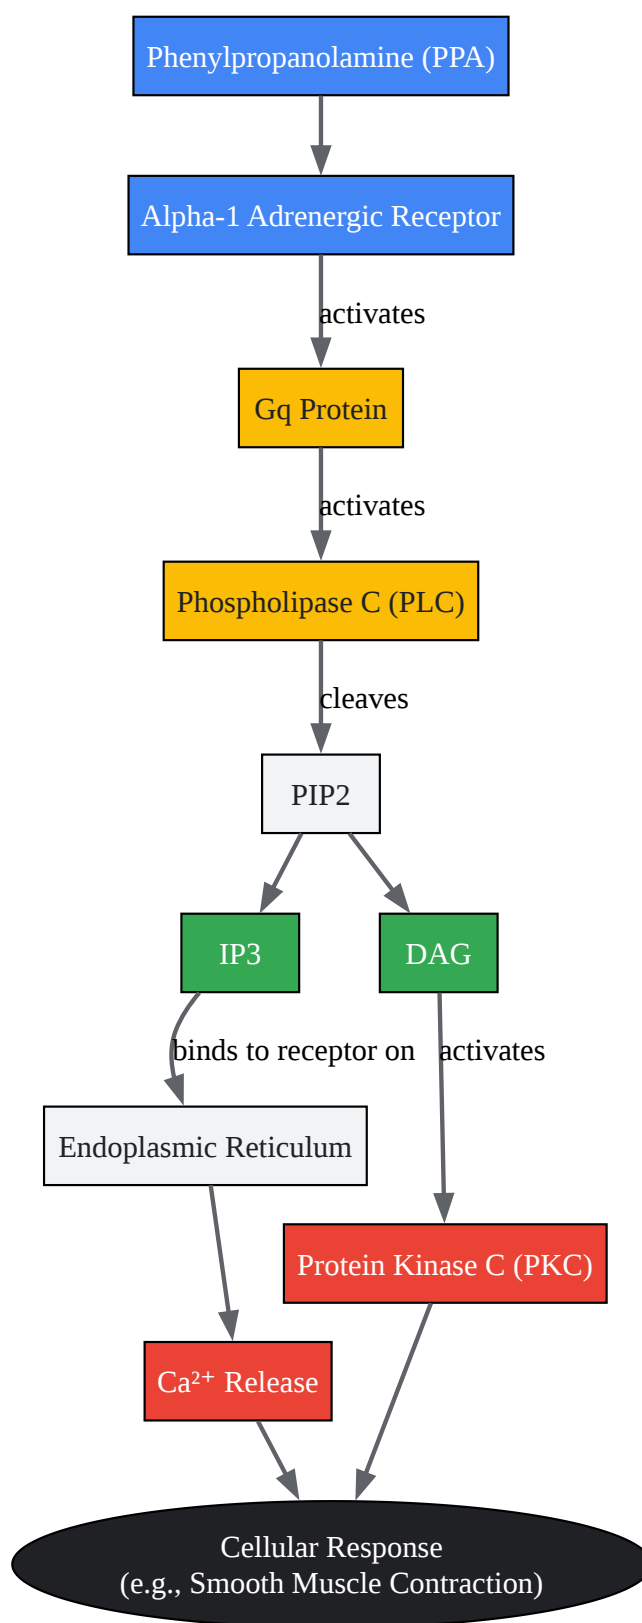 Phenylpropanolamine (PPA)
Alpha-1 Adrenergic Receptor
activates
Gq Protein
activates
Phospholipase C (PLC)
cleaves
PIP2
IP3
DAG
binds to receptor on
activates
Endoplasmic Reticulum
Protein Kinase C (PKC)
Ca²⁺ Release
Cellular Response
(e.g., Smooth Muscle Contraction)